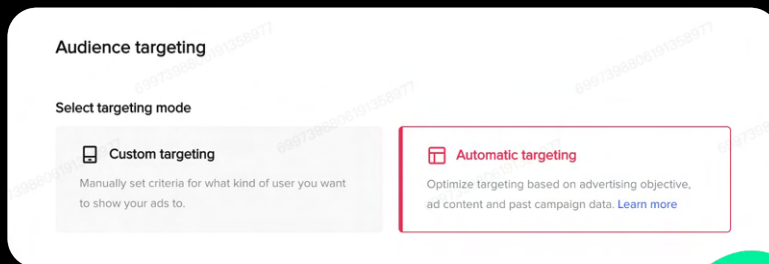 Audience targeting
Select targeting mode
Custom targeting
Manually set criteria for what kind of user you want
to show your ads to.
Automatic targeting
Optimize targeting based on advertising objective,
ad content and past campaign data. Learn more